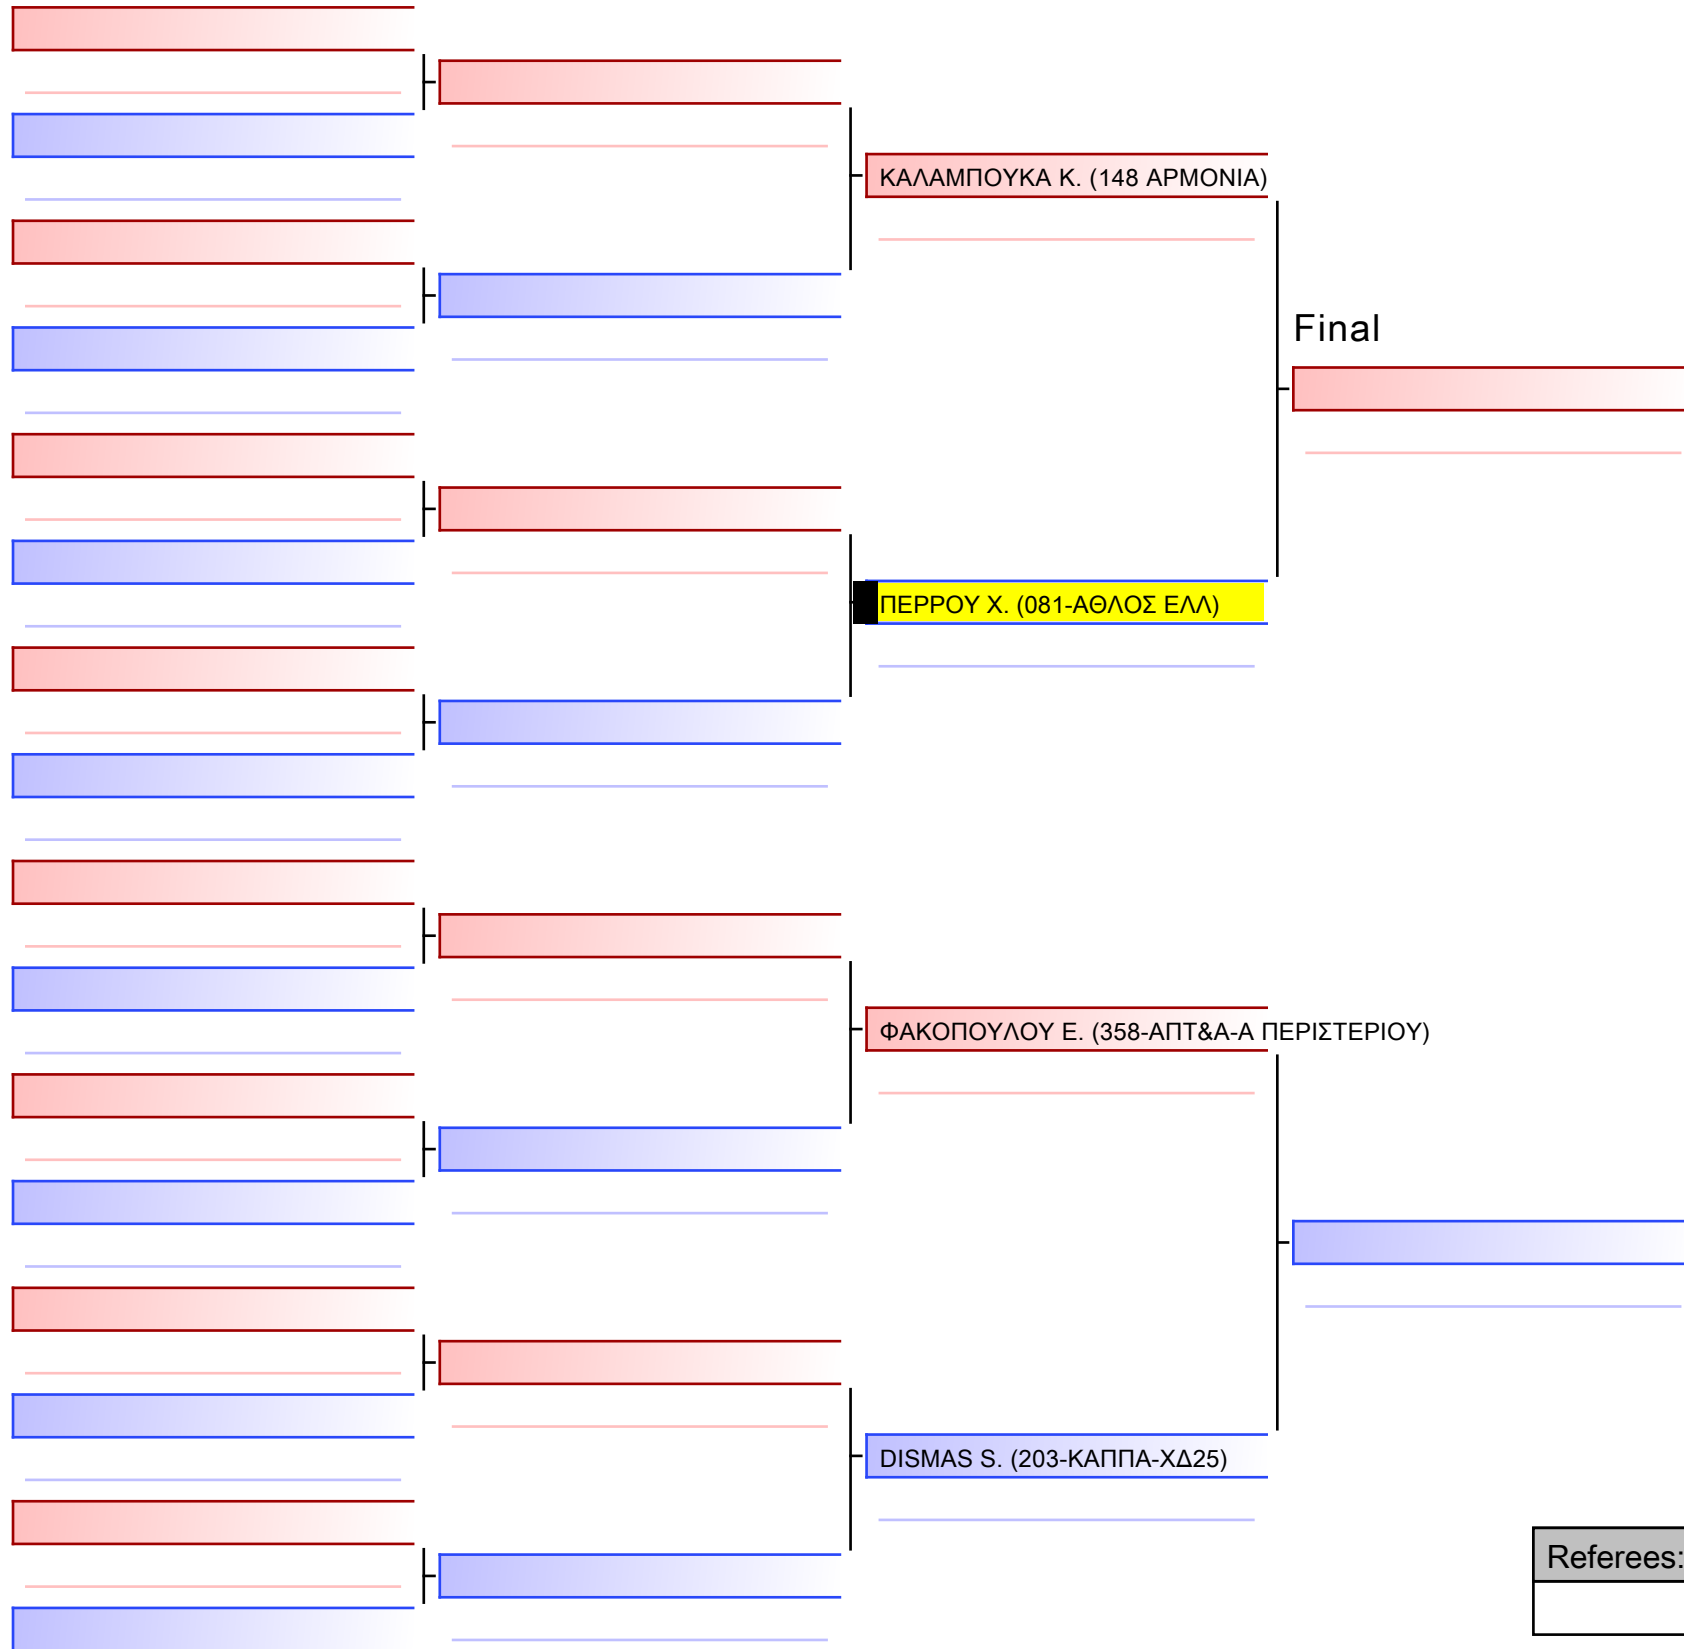 ΚΑΛΑΜΠΟΥΚΑ Κ. (148 ΑΡΜΟΝΙΑ)
Final
ΠΕΡΡΟΥ Χ. (081-ΑΘΛΟΣ ΕΛΛ)
ΦΑΚΟΠΟΥΛΟΥ Ε. (358-ΑΠΤ&Α-Α ΠΕΡΙΣΤΕΡΙΟΥ)
DISMAS S. (203-ΚΑΠΠΑ-ΧΔ25)
Referees: